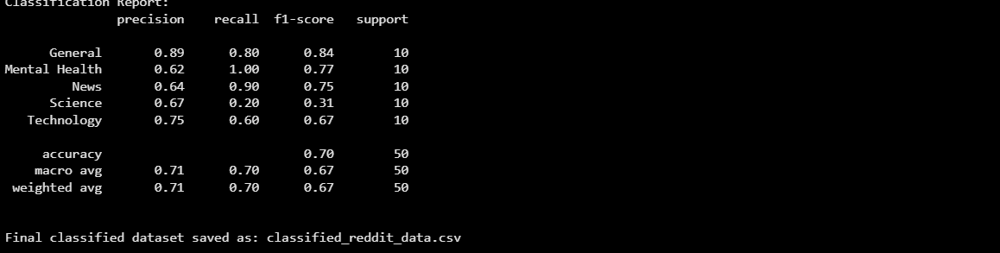 Classification Report:
precision recall f1-score support
General 0.89 0.80 0.84 10
Mental Health 0.62 1.00 0.77 10
News 0.64 0.90 0.75 10
Science 0.67 0.20 0.31 10
Technology 0.75 0.60 0.67 10
accuracy 0.70 50
macro avg 0.71 0.70 0.67 50
weighted avg 0.71 0.70 0.67 50
Final classified dataset saved as: classified_reddit_data.csv